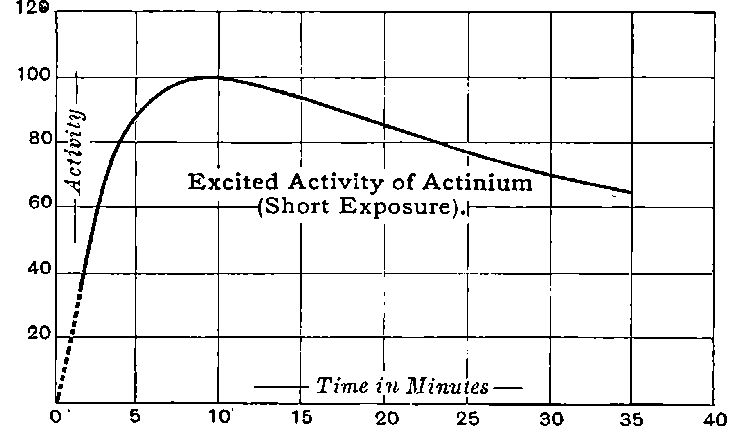 120
100
80
60
40
20
— Activity —
Excited Activity of Actinium
(Short Exposure).
— Time in Minutes —
0 5 10 15 20 25 30 35 40